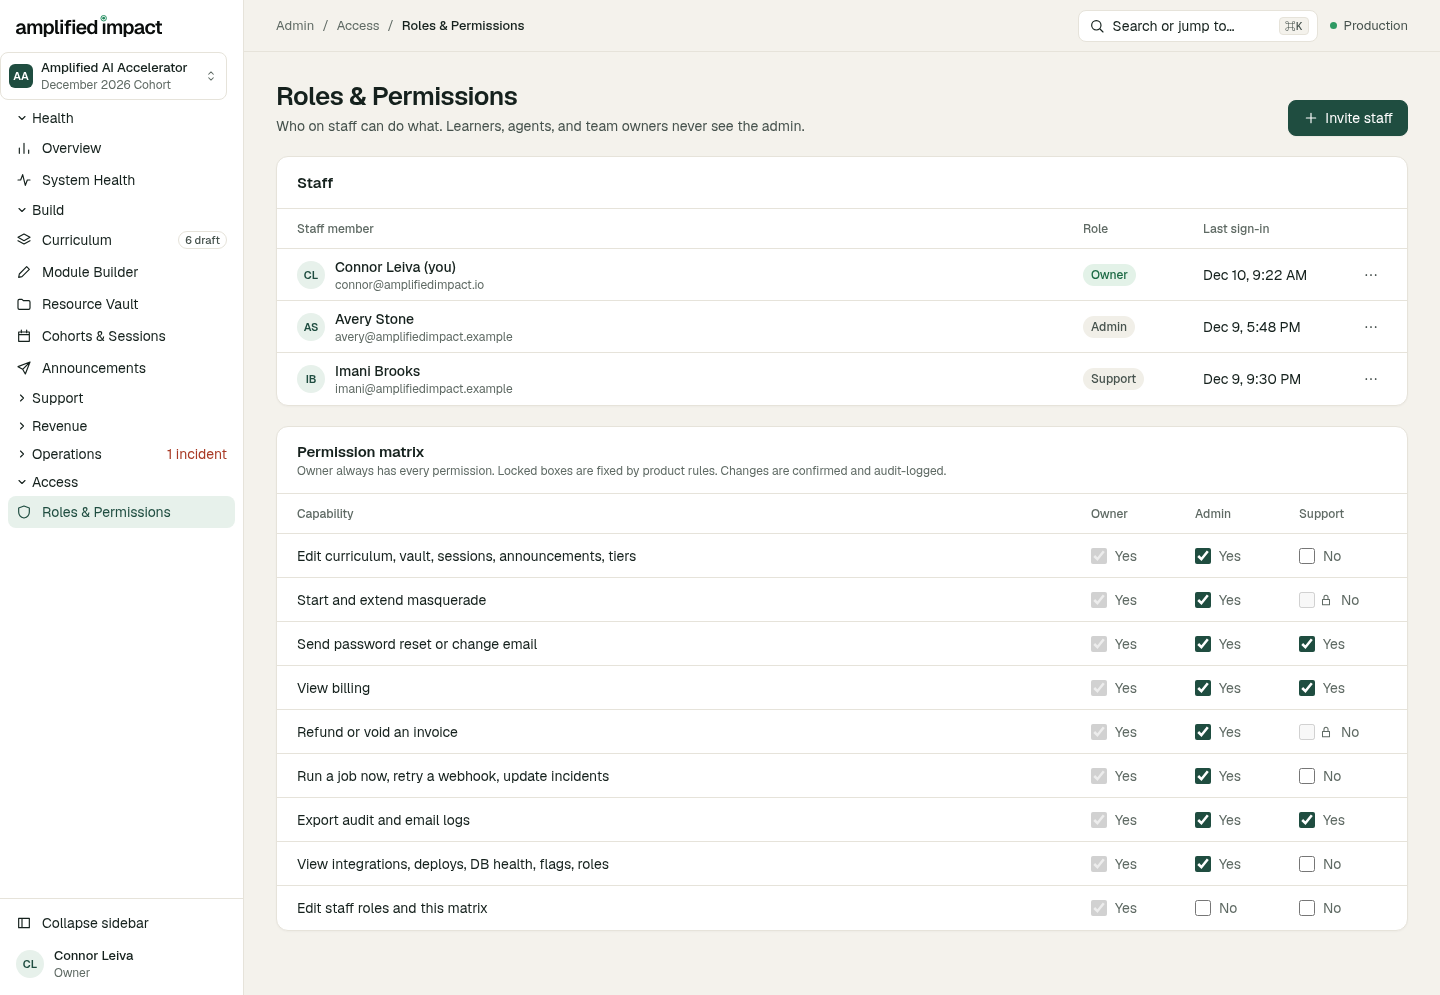 amplified impact
AA
Amplified AI Accelerator
December 2026 Cohort
Health
Overview
System Health
Build
Curriculum
6 draft
Module Builder
Resource Vault
Cohorts & Sessions
Announcements
Support
Revenue
Operations
1 incident
Access
Roles & Permissions
Collapse sidebar
CL
Connor Leiva
Owner
Admin / Access / Roles & Permissions
Search or jump to...
⌘K
Production
Roles & Permissions
Who on staff can do what. Learners, agents, and team owners never see the admin.
Invite staff
Staff
Staff member Role Last sign-in
CL Connor Leiva (you) Owner Dec 10, 9:22 AM ...
connor@amplifiedimpact.io
AS Avery Stone Admin Dec 9, 5:48 PM ...
avery@amplifiedimpact.example
IB Imani Brooks Support Dec 9, 9:30 PM ...
imani@amplifiedimpact.example
Permission matrix
Owner always has every permission. Locked boxes are fixed by product rules. Changes are confirmed and audit-logged.
Capability Owner Admin Support
Edit curriculum, vault, sessions, announcements, tiers Yes Yes No
Start and extend masquerade Yes Yes No
Send password reset or change email Yes Yes Yes
View billing Yes Yes Yes
Refund or void an invoice Yes Yes No
Run a job now, retry a webhook, update incidents Yes Yes No
Export audit and email logs Yes Yes Yes
View integrations, deploys, DB health, flags, roles Yes Yes No
Edit staff roles and this matrix Yes No No